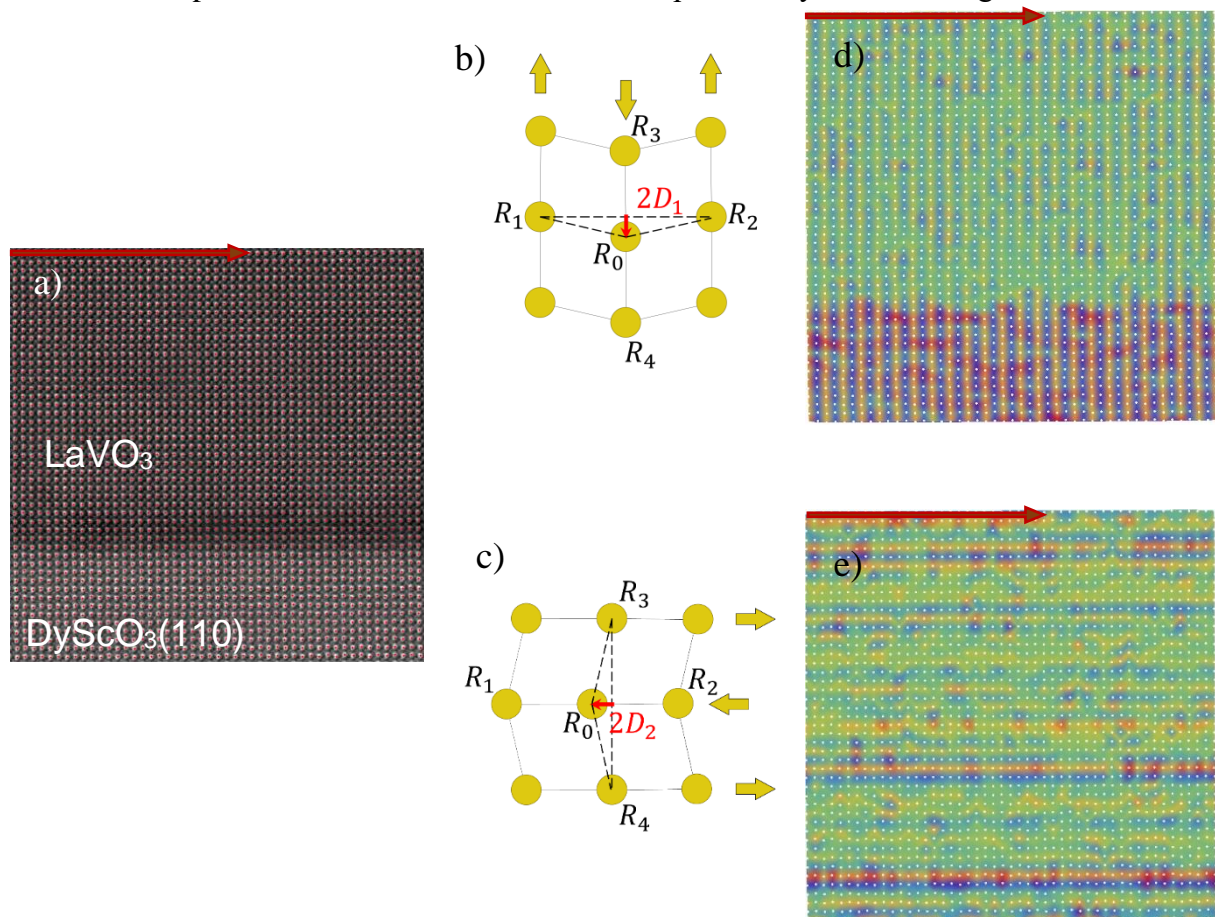 b)
d)
R₃
2D₁
R₁
R₂
R₀
R₄
a)
LaVO₃
DyScO₃(110)
c)
e)
R₃
R₁
R₂
R₀
2D₂
R₄